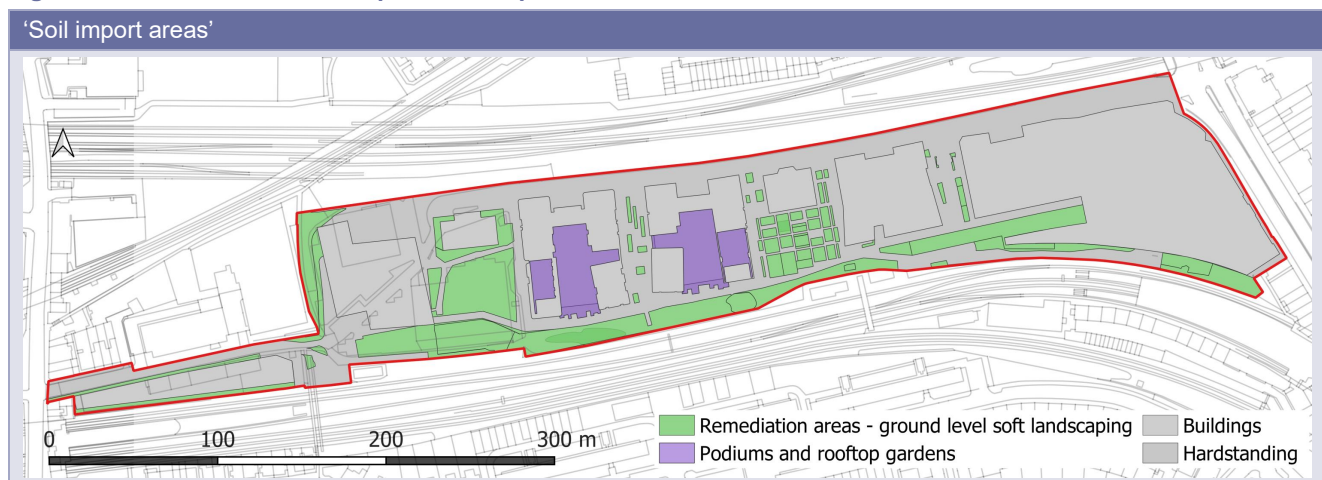 'Soil import areas'
0 100 200 300 m
Remediation areas - ground level soft landscaping
Podiums and rooftop gardens
Buildings
Hardstanding